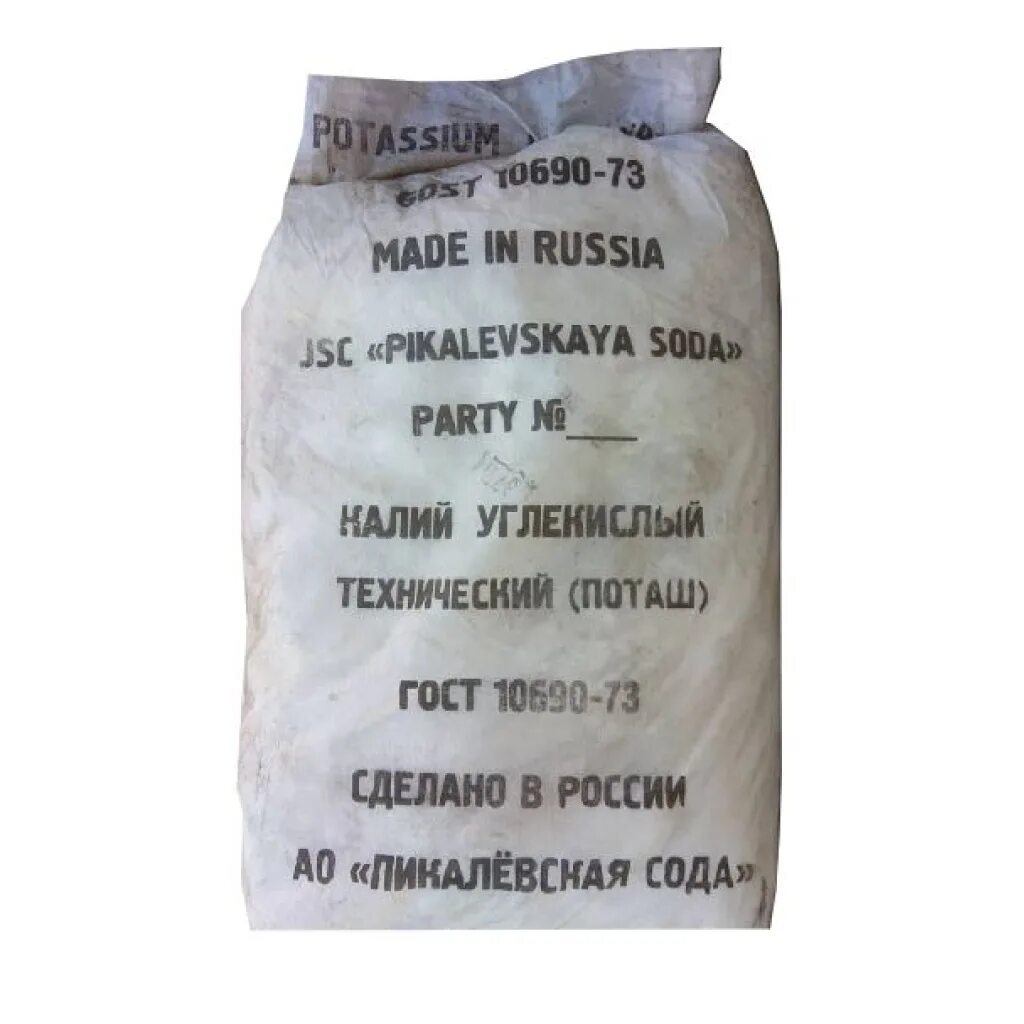 POTASSIUM
GOST 10690-73
MADE IN RUSSIA
JSC «PIKALEVSKAYA SODA»
PARTY №____
КАЛИЙ УГЛЕКИСЛЫЙ
ТЕХНИЧЕСКИЙ (ПОТАШ)
ГОСТ 10690-73
СДЕЛАНО В РОССИИ
АО «ПИКАЛЁВСКАЯ СОДА»